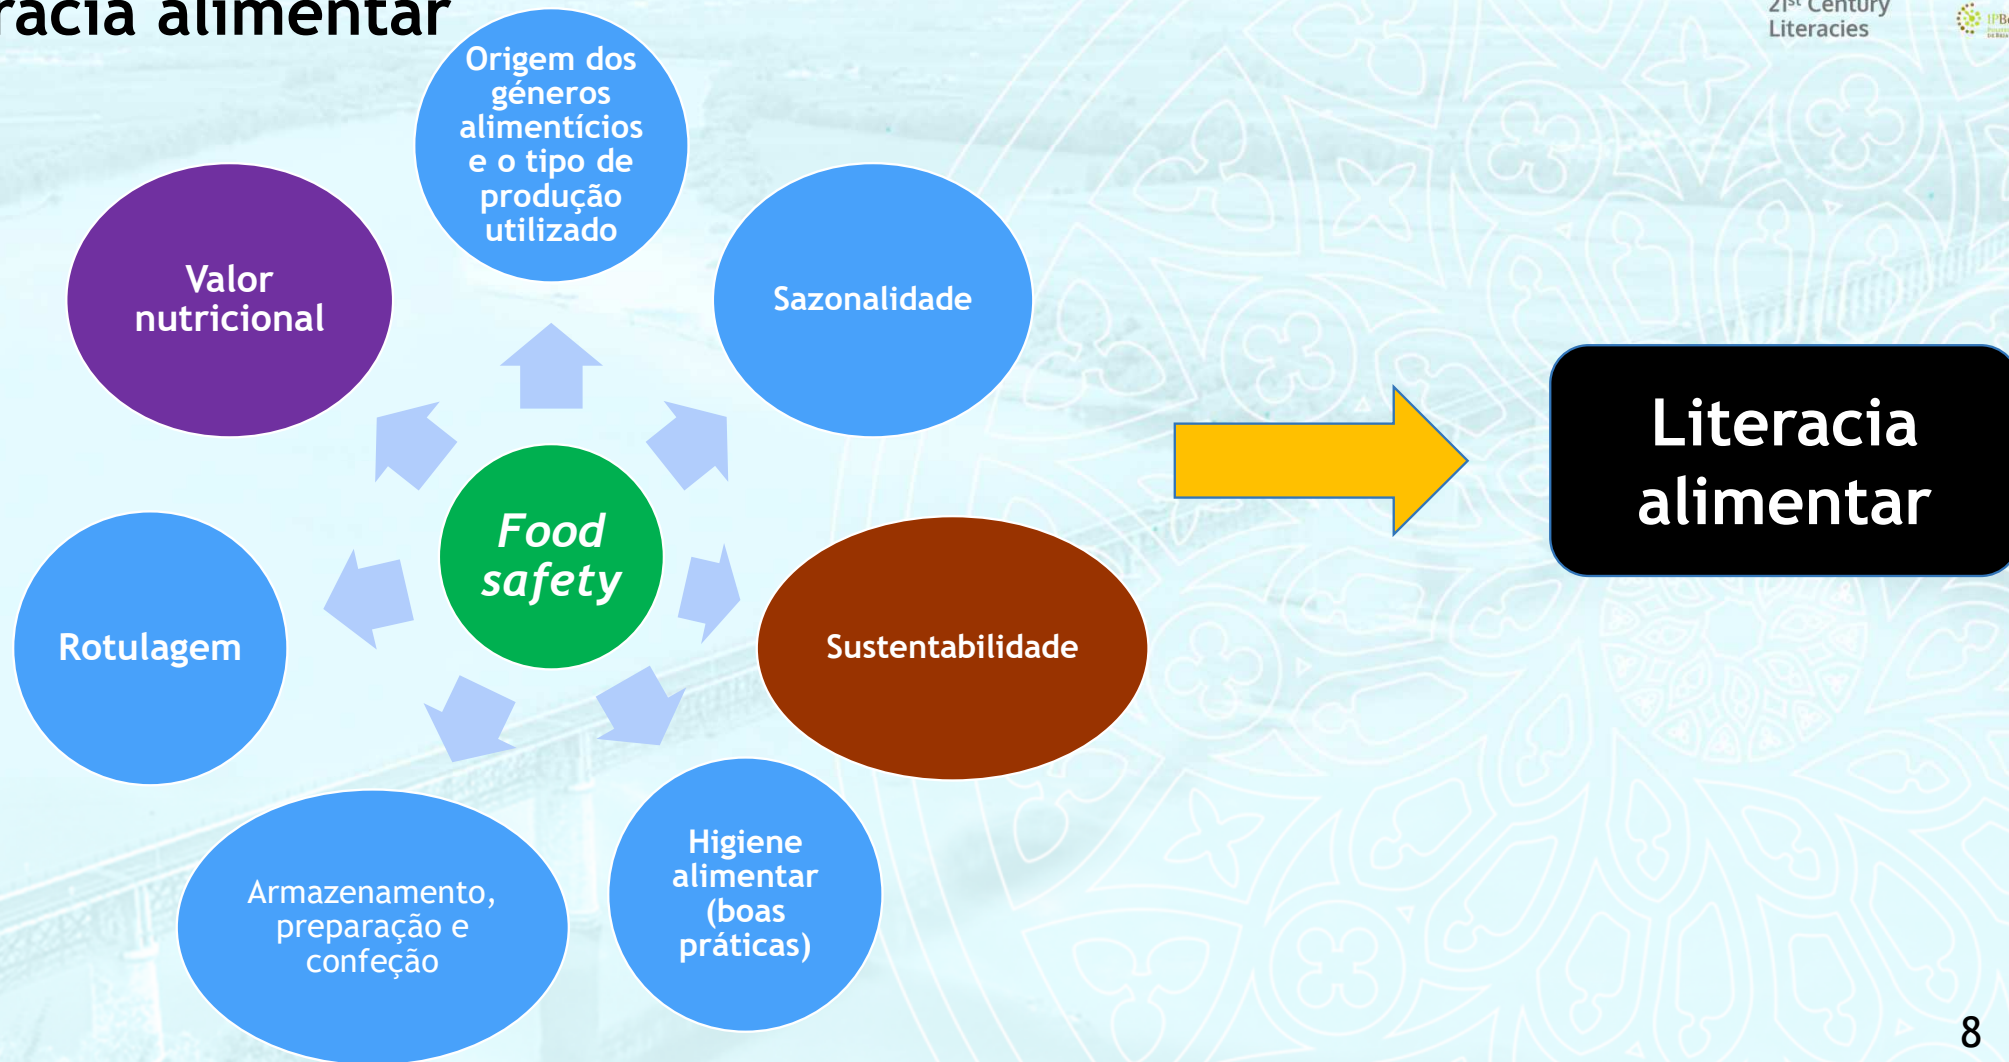 racia alimentar
21st Century
Literacies
Origem dos
géneros
alimentícios
e o tipo de
produção
utilizado
Sazonalidade
Sustentabilidade
Higiene
alimentar
(boas
práticas)
Armazenamento,
preparação e
confeção
Rotulagem
Valor
nutricional
Food
safety
Literacia
alimentar
8